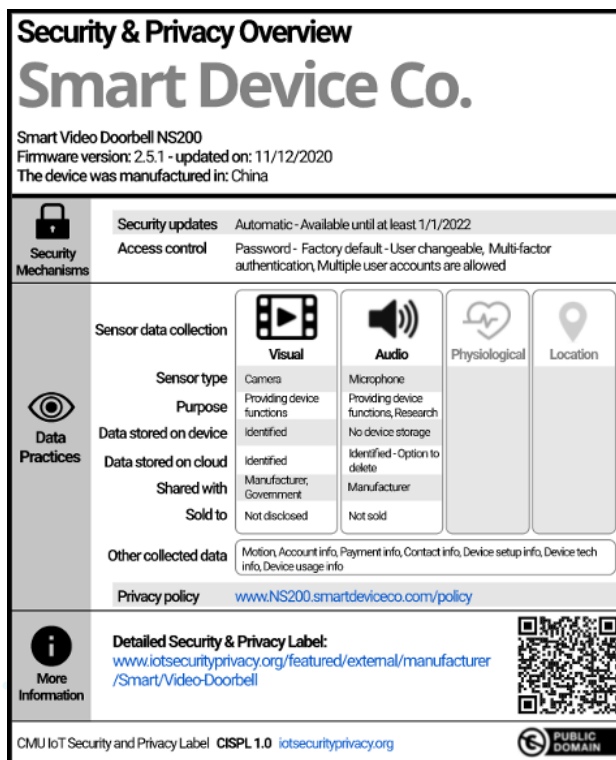 Security & Privacy Overview
Smart Device Co.
Smart Video Doorbell NS200
Firmware version: 2.5.1 - updated on: 11/12/2020
The device was manufactured in: China
Security Mechanisms
Security updates Automatic - Available until at least 1/1/2022
Access control Password - Factory default - User changeable, Multi-factor
authentication, Multiple user accounts are allowed
Data Practices
Sensor data collection Visual Audio Physiological Location
Sensor type Camera Microphone
Purpose Providing device functions Providing device functions, Research
Data stored on device Identified No device storage
Data stored on cloud Identified Identified - Option to delete
Shared with Manufacturer, Government Manufacturer
Sold to Not disclosed Not sold
Other collected data Motion, Account info, Payment info, Contact info, Device setup info, Device tech
info, Device usage info
Privacy policy www.NS200.smartdeviceco.com/policy
More Information
Detailed Security & Privacy Label:
www.iotsecurityprivacy.org/featured/external/manufacturer
/Smart/Video-Doorbell
CMU IoT Security and Privacy Label CISPL 1.0 iotsecurityprivacy.org
PUBLIC DOMAIN